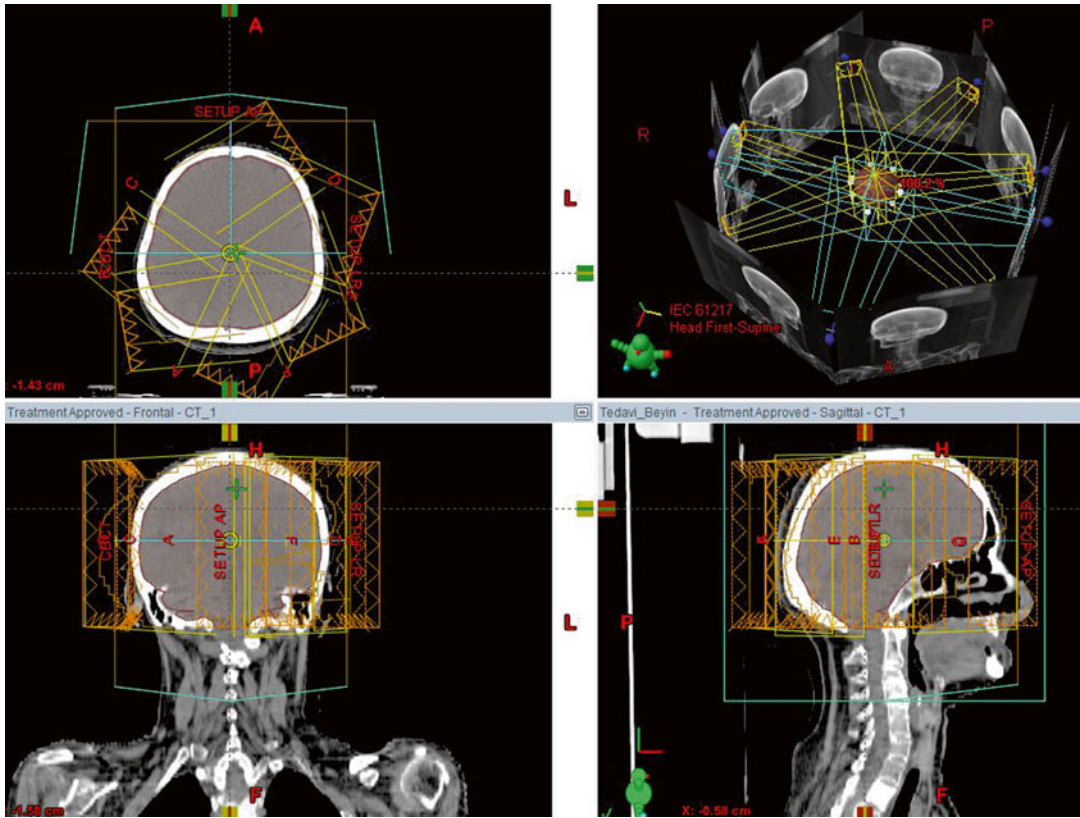 A
SETUP AP
C
D
L
SETUP LR
CBCT
A
P
: -1.43 cm
P
R
100.2 %
IEC 61217
Head First-Supine
A
Treatment Approved - Frontal - CT_1
H
CBCT
C
A
SETUP AP
F
SETUP LR
L
F
: -1.58 cm
Tedavi_Beyin - Treatment Approved - Sagittal - CT_1
H
E
B
SETUP AP
P
F
X: -0.58 cm